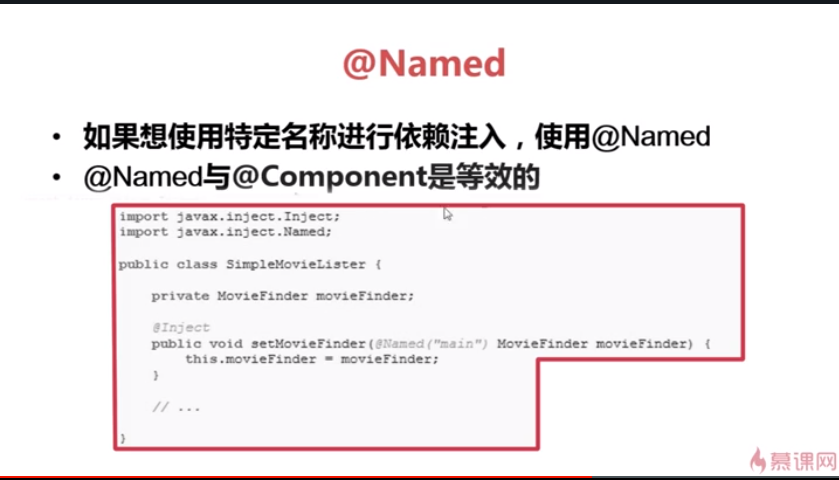 @Named
• 如果想使用特定名称进行依赖注入，使用@Named
• @Named与@Component是等效的
import javax.inject.Inject;
import javax.inject.Named;
public class SimpleMovieLister {
private MovieFinder movieFinder;
@Inject
public void setMovieFinder(@Named("main") MovieFinder movieFinder) {
this.movieFinder = movieFinder;
}
// ...
}
慕课网